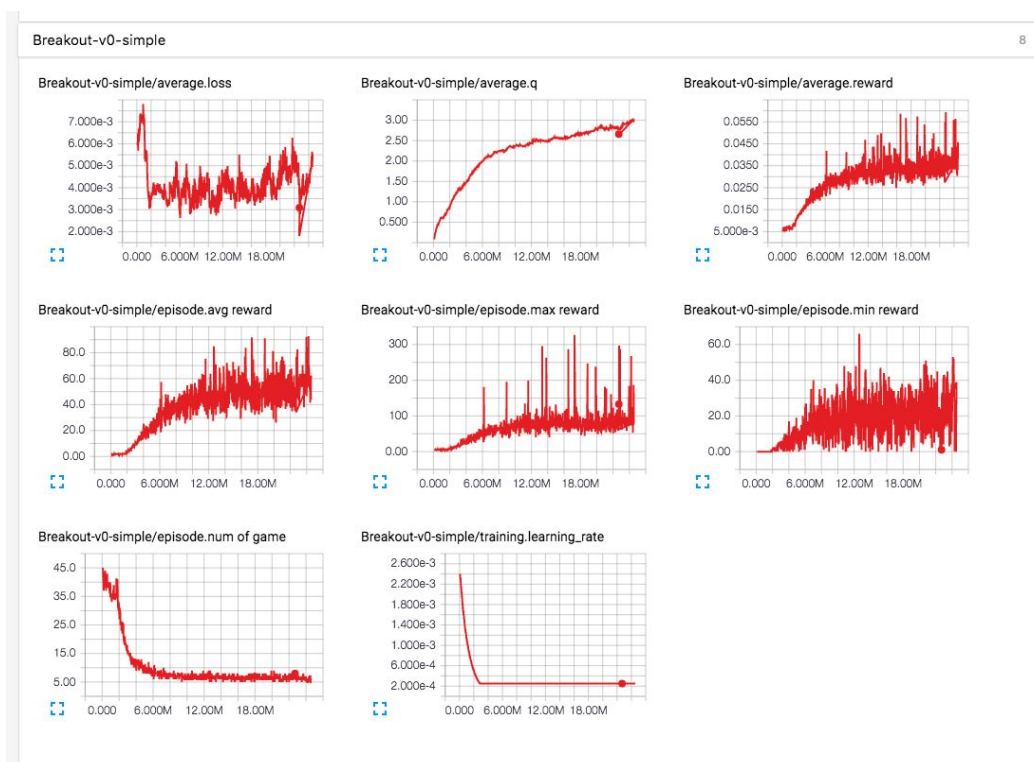 Breakout-v0-simple 8
Breakout-v0-simple/average.loss
7.000e-3
6.000e-3
5.000e-3
4.000e-3
3.000e-3
2.000e-3
0.000 6.000M 12.00M 18.00M
Breakout-v0-simple/average.q
3.00
2.50
2.00
1.50
1.00
0.500
0.000 6.000M 12.00M 18.00M
Breakout-v0-simple/average.reward
0.0550
0.0450
0.0350
0.0250
0.0150
5.000e-3
0.000 6.000M 12.00M 18.00M
Breakout-v0-simple/episode.avg reward
80.0
60.0
40.0
20.0
0.00
0.000 6.000M 12.00M 18.00M
Breakout-v0-simple/episode.max reward
300
200
100
0.00
0.000 6.000M 12.00M 18.00M
Breakout-v0-simple/episode.min reward
60.0
40.0
20.0
0.00
0.000 6.000M 12.00M 18.00M
Breakout-v0-simple/episode.num of game
45.0
35.0
25.0
15.0
5.00
0.000 6.000M 12.00M 18.00M
Breakout-v0-simple/training.learning_rate
2.600e-3
2.200e-3
1.800e-3
1.400e-3
1.000e-3
6.000e-4
2.000e-4
0.000 6.000M 12.00M 18.00M